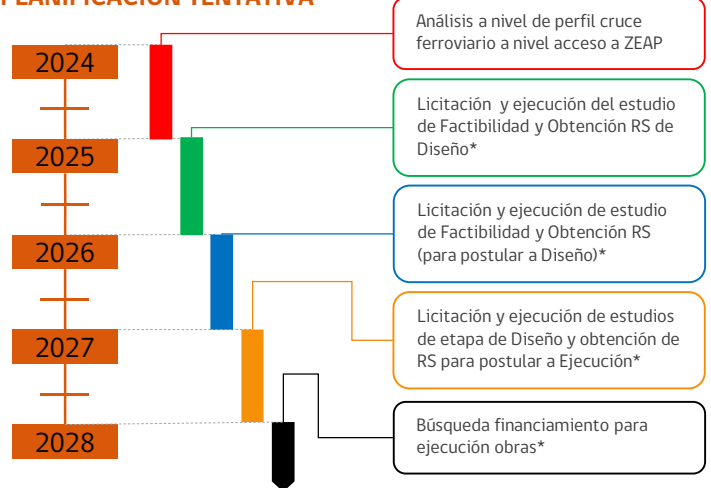 PLANIFICACIÓN TENTATIVA
2024
2025
2026
2027
2028
Análisis a nivel de perfil cruce
ferroviario a nivel acceso a ZEAP
Licitación y ejecución del estudio
de Factibilidad y Obtención RS de
Diseño*
Licitación y ejecución de estudio
de Factibilidad y Obtención RS
(para postular a Diseño)*
Licitación y ejecución de estudios
de etapa de Diseño y obtención de
RS para postular a Ejecución*
Búsqueda financiamiento para
ejecución obras*